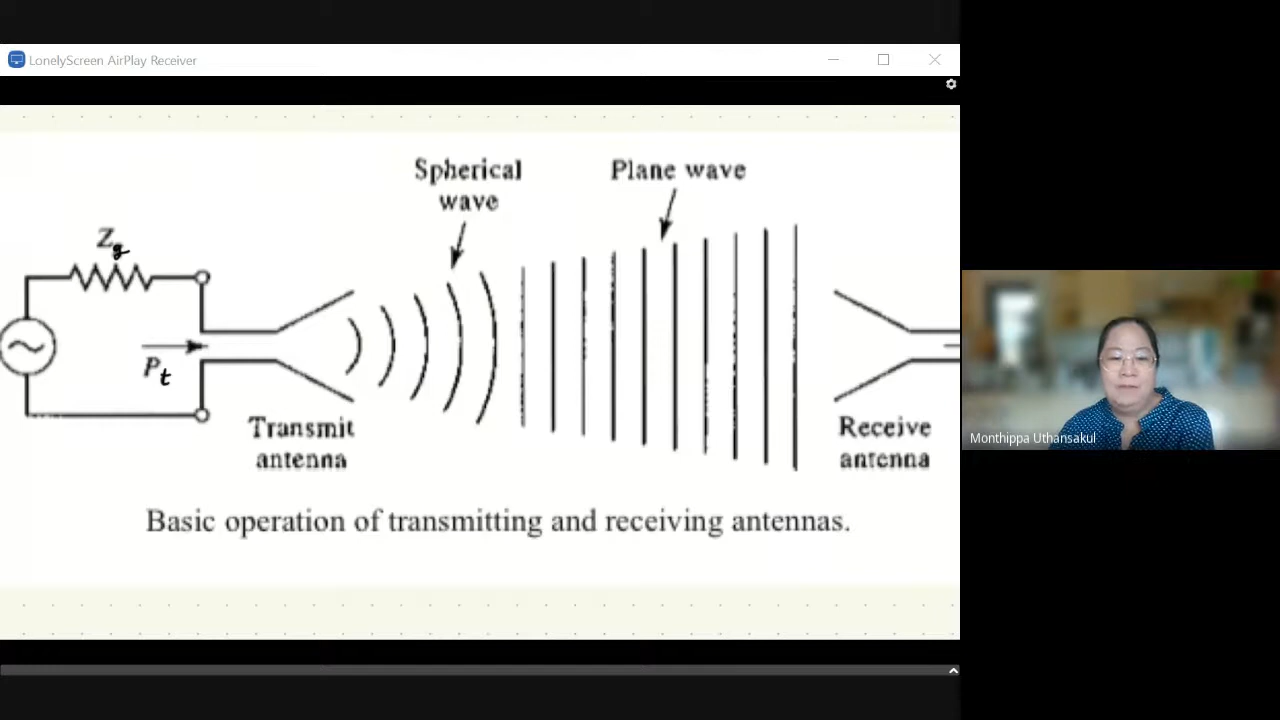 LonelyScreen AirPlay Receiver
Spherical
wave
Plane wave
Zg
Pt
Transmit
antenna
Receive
antenna
Monthippa Uthansakul
Basic operation of transmitting and receiving antennas.